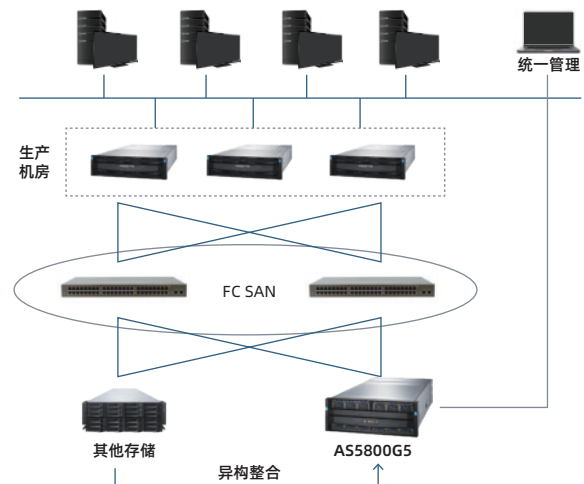 统一管理
生产
机房
FC SAN
其他存储
AS5800G5
异构整合